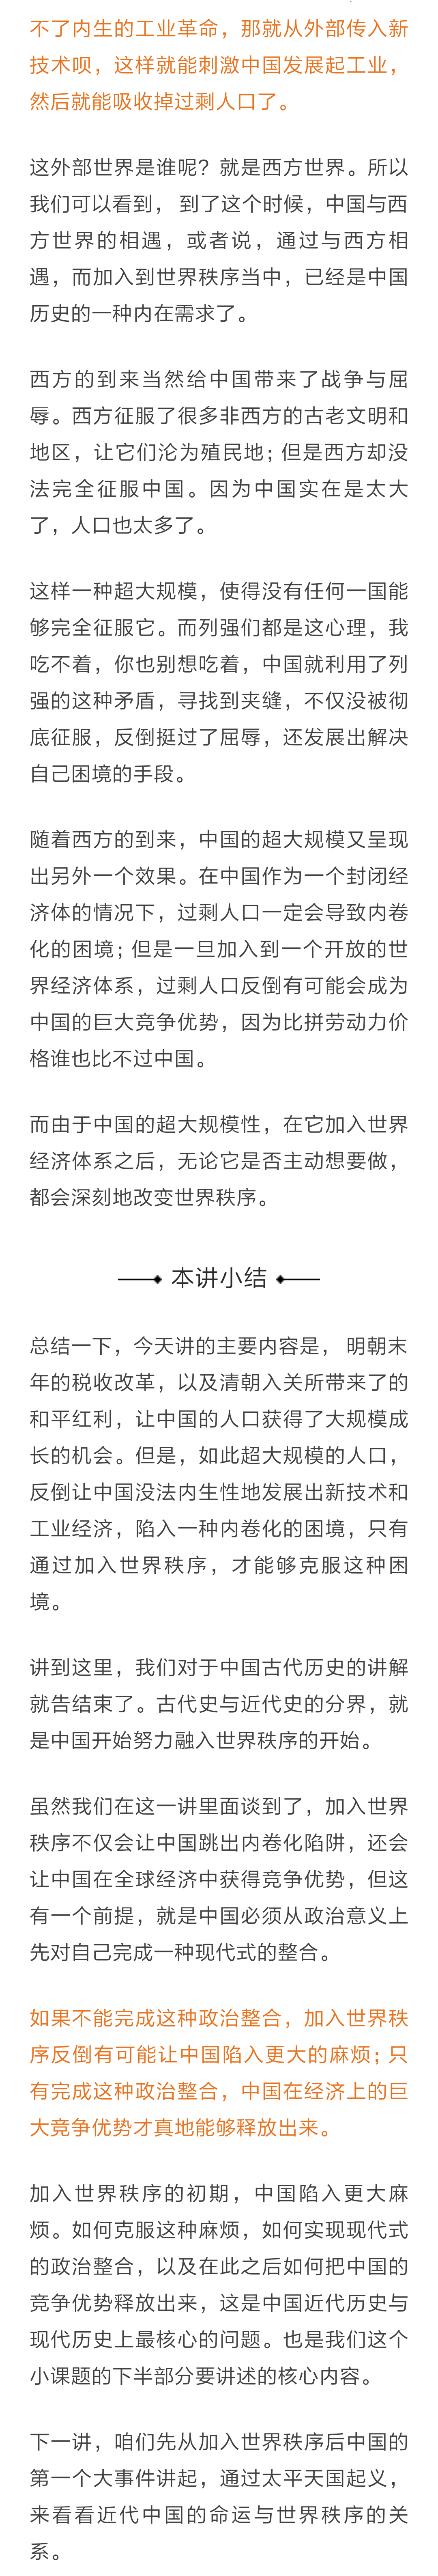 不了内生的工业革命，那就从外部传入新
技术呗，这样就能刺激中国发展起工业，
然后就能吸收掉过剩人口了。
这外部世界是谁呢？就是西方世界。所以
我们可以看到， 到了这个时候，中国与西
方世界的相遇，或者说，通过与西方相
遇，而加入到世界秩序当中，已经是中国
历史的一种内在需求了。
西方的到来当然给中国带来了战争与屈
辱。西方征服了很多非西方的古老文明和
地区，让它们沦为殖民地；但是西方却没
法完全征服中国。因为中国实在是太大
了，人口也太多了。
这样一种超大规模，使得没有任何一国能
够完全征服它。而列强们都是这心理，我
吃不着，你也别想吃着，中国就利用了列
强的这种矛盾，寻找到夹缝，不仅没被彻
底征服，反倒挺过了屈辱，还发展出解决
自己困境的手段。
随着西方的到来，中国的超大规模又呈现
出另外一个效果。在中国作为一个封闭经
济体的情况下，过剩人口一定会导致内卷
化的困境；但是一旦加入到一个开放的世
界经济体系，过剩人口反倒有可能会成为
中国的巨大竞争优势，因为比拼劳动力价
格谁也比不过中国。
而由于中国的超大规模性，在它加入世界
经济体系之后，无论它是否主动想要做，
都会深刻地改变世界秩序。
本讲小结
总结一下，今天讲的主要内容是， 明朝末
年的税收改革，以及清朝入关所带来了的
和平红利，让中国的人口获得了大规模成
长的机会。但是，如此超大规模的人口，
反倒让中国没法内生性地发展出新技术和
工业经济，陷入一种内卷化的困境，只有
通过加入世界秩序，才能够克服这种困
境。
讲到这里，我们对于中国古代历史的讲解
就告结束了。古代史与近代史的分界，就
是中国开始努力融入世界秩序的开始。
虽然我们在这一讲里面谈到了，加入世界
秩序不仅会让中国跳出内卷化陷阱，还会
让中国在全球经济中获得竞争优势，但这
有一个前提，就是中国必须从政治意义上
先对自己完成一种现代式的整合。
如果不能完成这种政治整合，加入世界秩
序反倒有可能让中国陷入更大的麻烦；只
有完成这种政治整合，中国在经济上的巨
大竞争优势才真地能够释放出来。
加入世界秩序的初期，中国陷入更大麻
烦。如何克服这种麻烦，如何实现现代式
的政治整合，以及在此之后如何把中国的
竞争优势释放出来，这是中国近代历史与
现代历史上最核心的问题。也是我们这个
小课题的下半部分要讲述的核心内容。
下一讲，咱们先从加入世界秩序后中国的
第一个大事件讲起，通过太平天国起义，
来看看近代中国的命运与世界秩序的关
系。